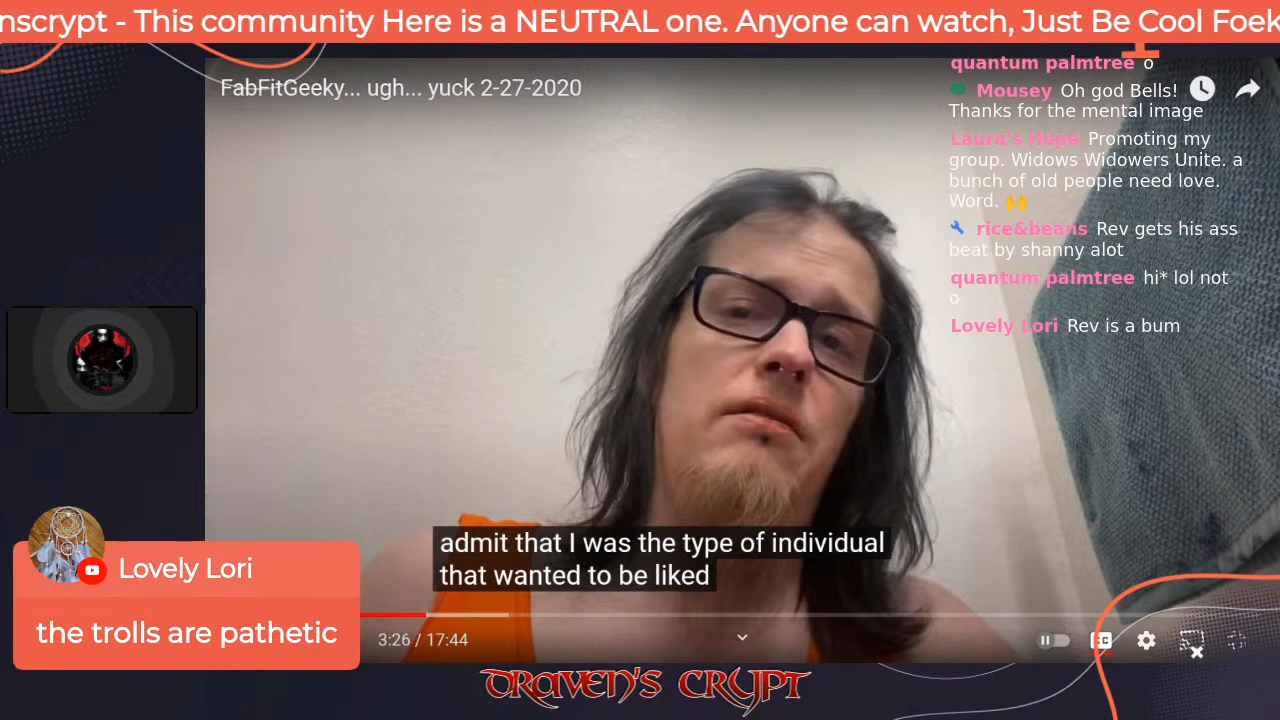 nscrypt - This community Here is a NEUTRAL one. Anyone can watch, Just Be Cool Foek
FabFitGeeky... ugh... yuck 2-27-2020
quantum palmtree o
Mousey Oh god Bells!
Thanks for the mental image
Laura's Hope Promoting my
group. Widows Widowers Unite. a
bunch of old people need love.
Word. 🙌
rice&beans Rev gets his ass
beat by shanny alot
quantum palmtree hi* lol not
o
Lovely Lori Rev is a bum
admit that I was the type of individual
that wanted to be liked
Lovely Lori
the trolls are pathetic
3:26 / 17:44
CC
DRAVEN'S CRYPT